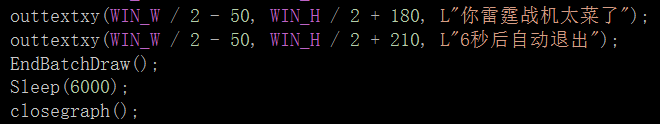 outtextxy(WIN_W / 2 - 50, WIN_H / 2 + 180, L"你雷霆战机太菜了");
outtextxy(WIN_W / 2 - 50, WIN_H / 2 + 210, L"6秒后自动退出");
EndBatchDraw();
Sleep(6000);
closegraph();